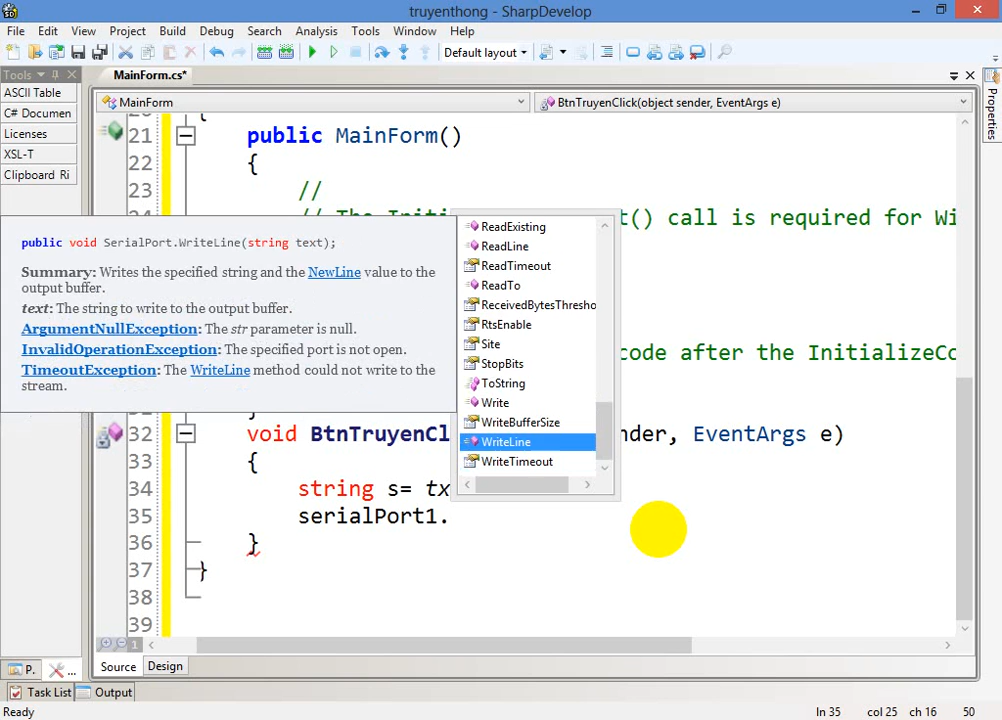 truyenthong - SharpDevelop
File Edit View Project Build Debug Search Analysis Tools Window Help
Default layout
Tools
MainForm.cs*
ASCII Table
C# Documen
Licenses
XSL-T
Clipboard Ri
Properties
MainForm
BtnTruyenClick(object sender, EventArgs e)
{
21 public MainForm()
22 {
23 //
t() call is required for Wi
public void SerialPort.WriteLine(string text);
Summary: Writes the specified string and the NewLine value to the
output buffer.
text: The string to write to the output buffer.
ArgumentNullException: The str parameter is null.
InvalidOperationException: The specified port is not open.
TimeoutException: The WriteLine method could not write to the
stream.
ReadExisting
ReadLine
ReadTimeout
ReadTo
ReceivedBytesThresho
RtsEnable
Site
StopBits
ToString
Write
WriteBufferSize
WriteLine
WriteTimeout
code after the InitializeCo
32 void BtnTruyenCl nder, EventArgs e)
33 {
34 string s= tx
35 serialPort1.
36 }
37 }
38
39
1
Source Design
P. ...
Task List Output
Ready
ln 35 col 25 ch 16 50